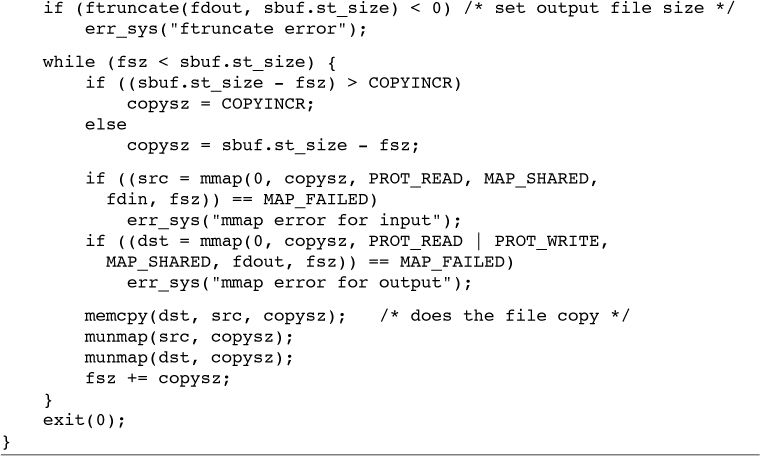 if (ftruncate(fdout, sbuf.st_size) < 0) /* set output file size */
        err_sys("ftruncate error");

    while (fsz < sbuf.st_size) {
        if ((sbuf.st_size - fsz) > COPYINCR)
            copysz = COPYINCR;
        else
            copysz = sbuf.st_size - fsz;

        if ((src = mmap(0, copysz, PROT_READ, MAP_SHARED,
          fdin, fsz)) == MAP_FAILED)
            err_sys("mmap error for input");
        if ((dst = mmap(0, copysz, PROT_READ | PROT_WRITE,
          MAP_SHARED, fdout, fsz)) == MAP_FAILED)
            err_sys("mmap error for output");

        memcpy(dst, src, copysz);   /* does the file copy */
        munmap(src, copysz);
        munmap(dst, copysz);
        fsz += copysz;
    }
    exit(0);
}